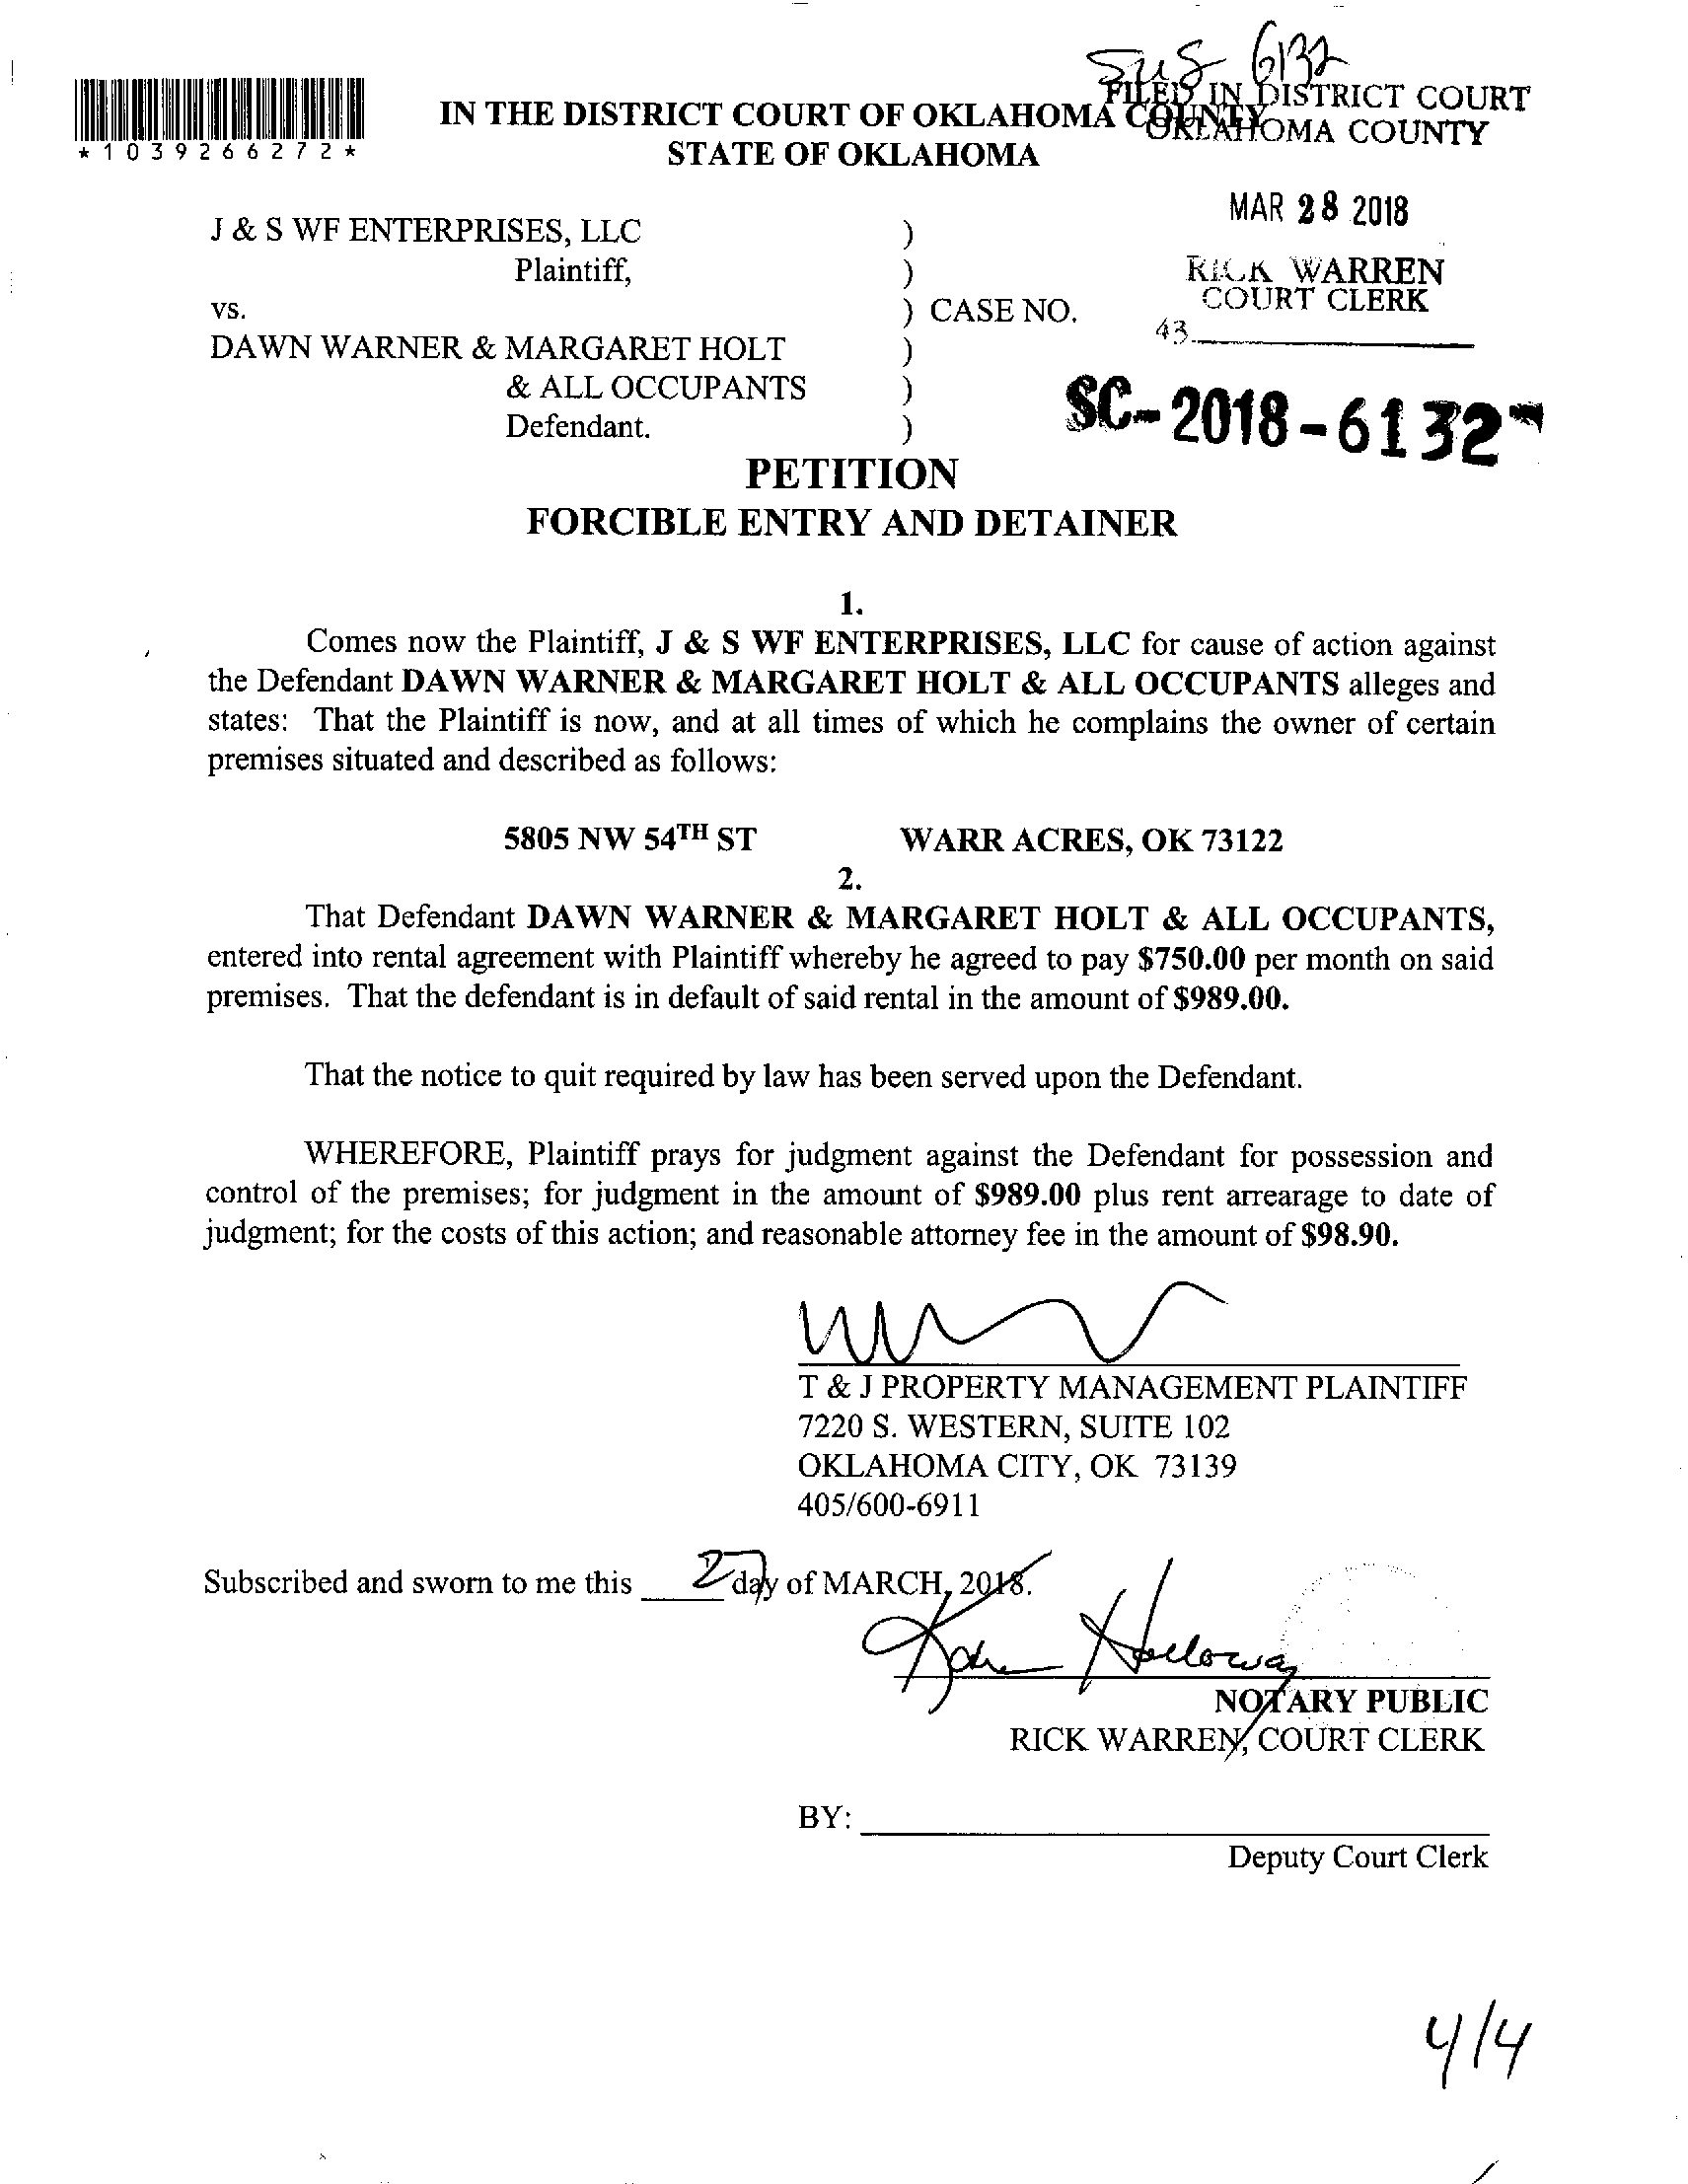 6132
FILED IN DISTRICT COURT
OKLAHOMA COUNTY
IN THE DISTRICT COURT OF OKLAHOMA COUNTY
STATE OF OKLAHOMA
*1039266272*
MAR 28 2018
RICK WARREN
COURT CLERK
43
J & S WF ENTERPRISES, LLC )
Plaintiff, )
vs. ) CASE NO.
DAWN WARNER & MARGARET HOLT )
& ALL OCCUPANTS )
Defendant. )
SC-2018-6132
PETITION
FORCIBLE ENTRY AND DETAINER
1.
Comes now the Plaintiff, J & S WF ENTERPRISES, LLC for cause of action against
the Defendant DAWN WARNER & MARGARET HOLT & ALL OCCUPANTS alleges and
states: That the Plaintiff is now, and at all times of which he complains the owner of certain
premises situated and described as follows:
5805 NW 54TH ST WARR ACRES, OK 73122
2.
That Defendant DAWN WARNER & MARGARET HOLT & ALL OCCUPANTS,
entered into rental agreement with Plaintiff whereby he agreed to pay $750.00 per month on said
premises. That the defendant is in default of said rental in the amount of $989.00.
That the notice to quit required by law has been served upon the Defendant.
WHEREFORE, Plaintiff prays for judgment against the Defendant for possession and
control of the premises; for judgment in the amount of $989.00 plus rent arrearage to date of
judgment; for the costs of this action; and reasonable attorney fee in the amount of $98.90.
T & J PROPERTY MANAGEMENT PLAINTIFF
7220 S. WESTERN, SUITE 102
OKLAHOMA CITY, OK 73139
405/600-6911
Subscribed and sworn to me this 27 day of MARCH, 2018.
Holloway
NOTARY PUBLIC
RICK WARREN, COURT CLERK
BY:
Deputy Court Clerk
4/4